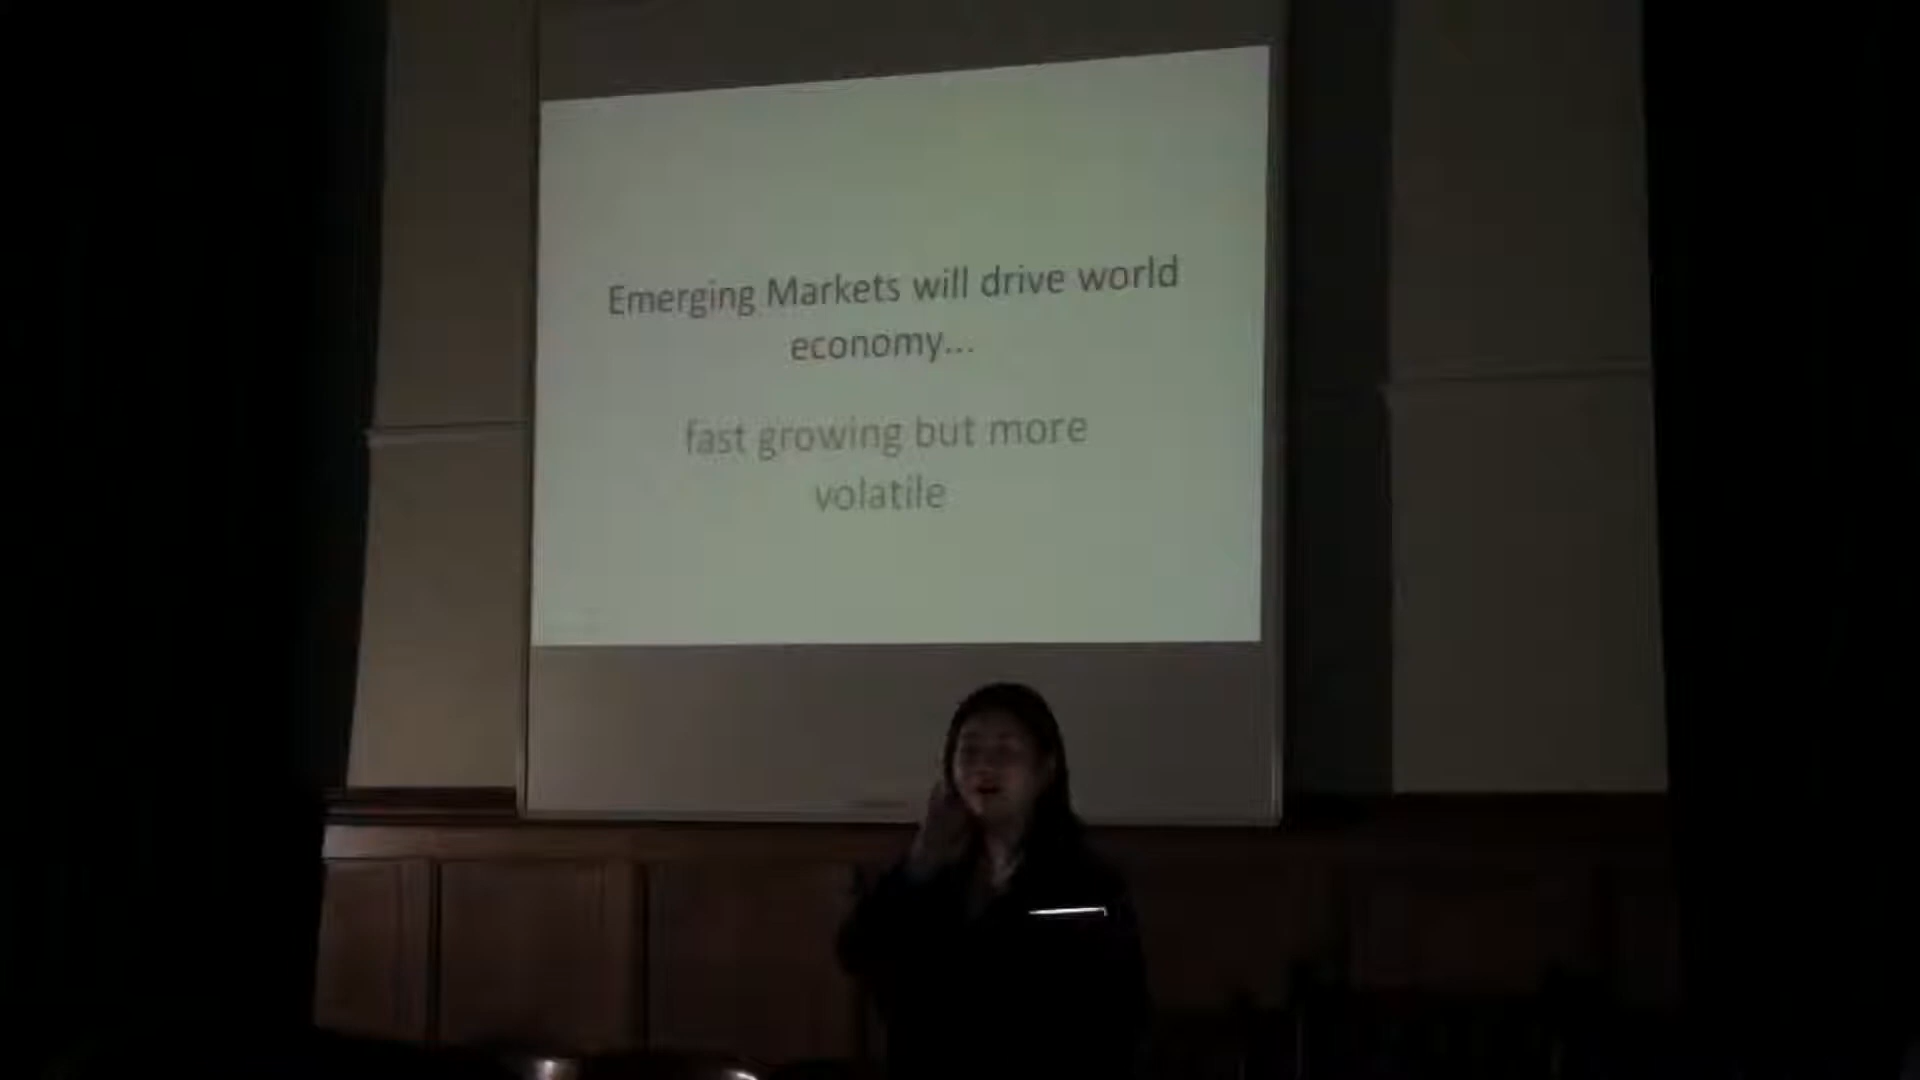 Emerging Markets will drive world
economy...
fast growing but more
volatile